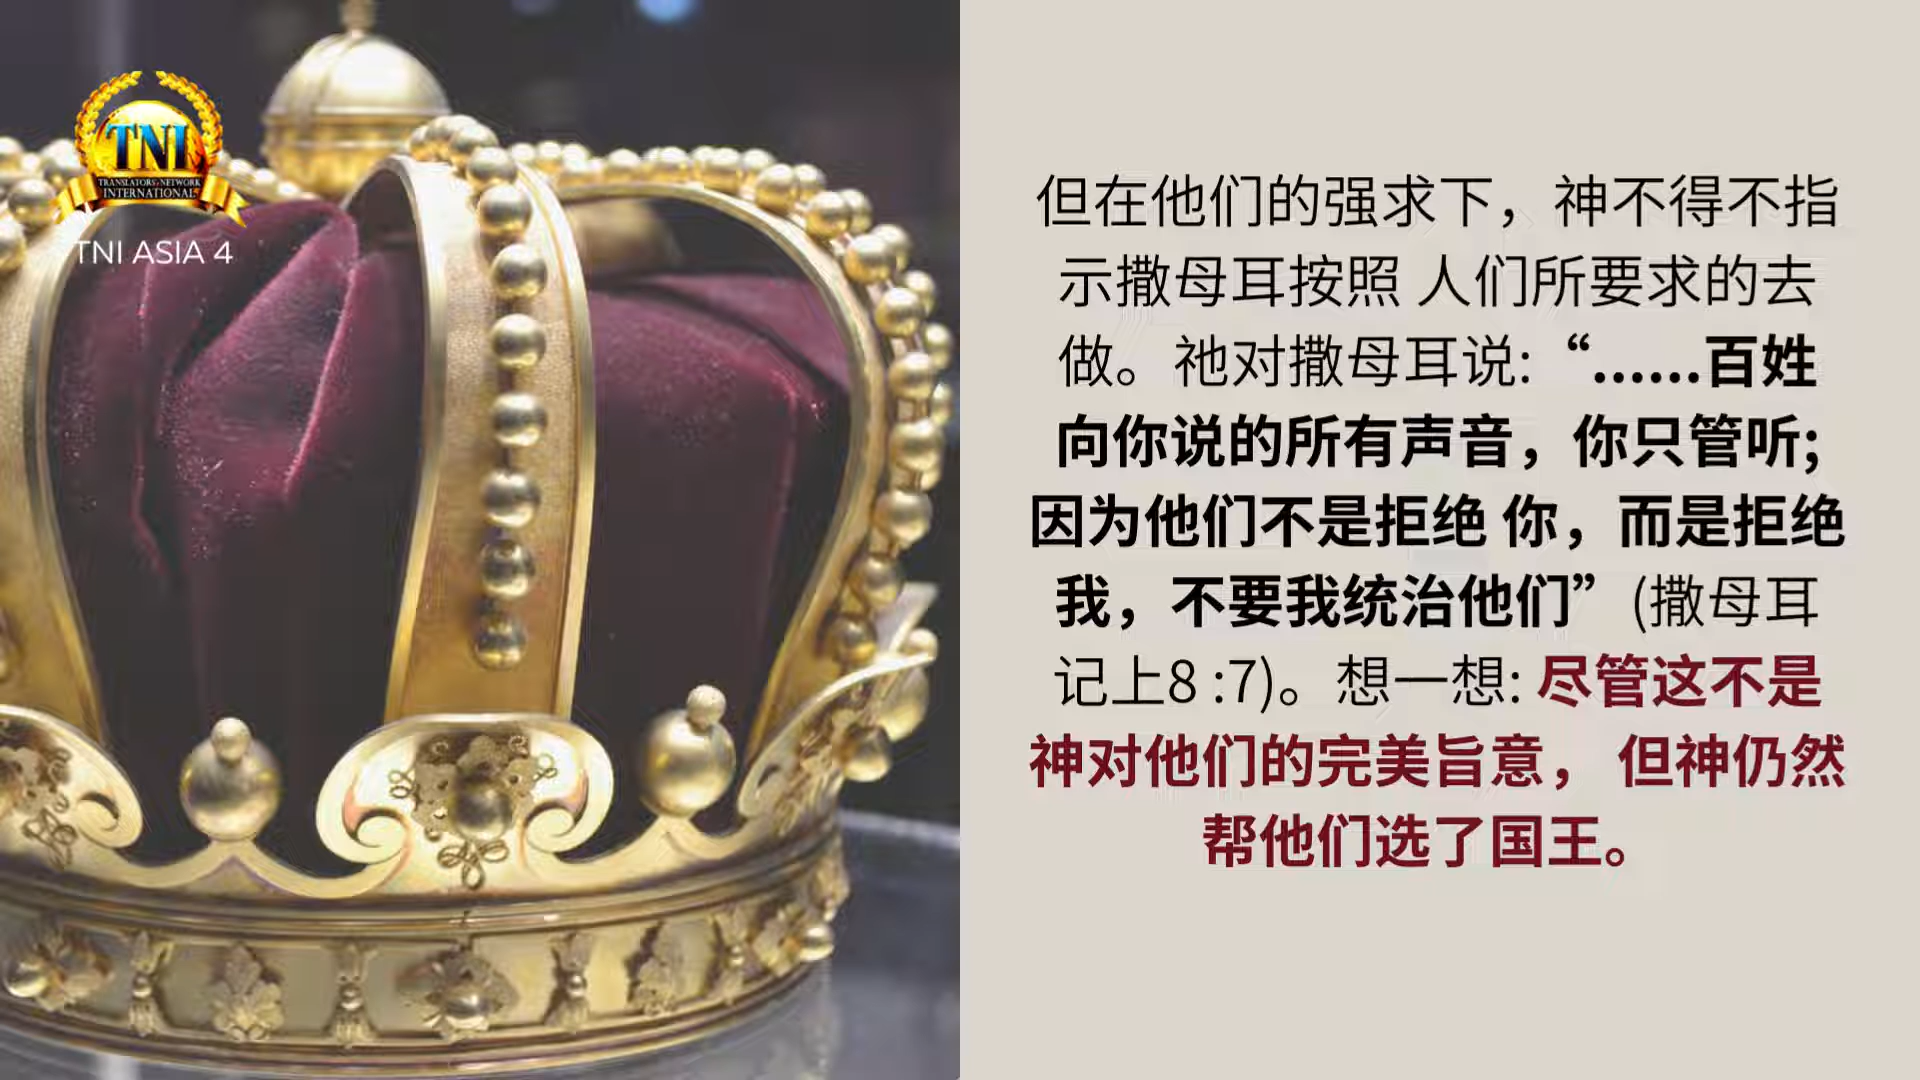 TNI
TRANSLATORS NETWORK
INTERNATIONAL
TNI ASIA 4
但在他们的强求下，神不得不指
示撒母耳按照 人们所要求的去
做。祂对撒母耳说: “……百姓
向你说的所有声音，你只管听;
因为他们不是拒绝 你，而是拒绝
我，不要我统治他们”(撒母耳
记上8 :7)。想一想: 尽管这不是
神对他们的完美旨意， 但神仍然
帮他们选了国王。